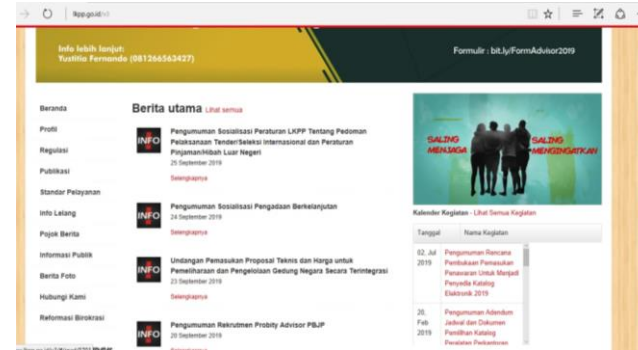 lkpp.go.id
Info lebih lanjut:
Yustitia Fernando (081266563427)
Formulir : bit.ly/FormAdvisor2019
Beranda
Profil
Regulasi
Publikasi
Standar Pelayanan
Info Lelang
Pojok Berita
Informasi Publik
Berita Foto
Hubungi Kami
Reformasi Birokrasi
Berita utama Lihat semua
INFO
Pengumuman Sosialisasi Peraturan LKPP Tentang Pedoman
Pelaksanaan Tender/Seleksi Internasional dan Peraturan
Pinjaman/Hibah Luar Negeri
25 September 2019
Selengkapnya
INFO
Pengumuman Sosialisasi Pengadaan Berkelanjutan
24 September 2019
Selengkapnya
INFO
Undangan Pemasukan Proposal Teknis dan Harga untuk
Pemeliharaan dan Pengelolaan Gedung Negara Secara Terintegrasi
23 September 2019
Selengkapnya
INFO
Pengumuman Rekrutmen Probity Advisor PBJP
20 September 2019
Selengkapnya
SALING
MENJAGA
SALING
MENGINGATKAN
Kalender Kegiatan - Lihat Semua Kegiatan
Tanggal Nama Kegiatan
02, Jul
2019
Pengumuman Rencana
Pembukaan Pemasukan
Penawaran Untuk Menjadi
Penyedia Katalog
Elektronik 2019
20,
Feb
2019
Pengumuman Adendum
Jadwal dan Dokumen
Pemilihan Katalog
Peralatan Perkantoran